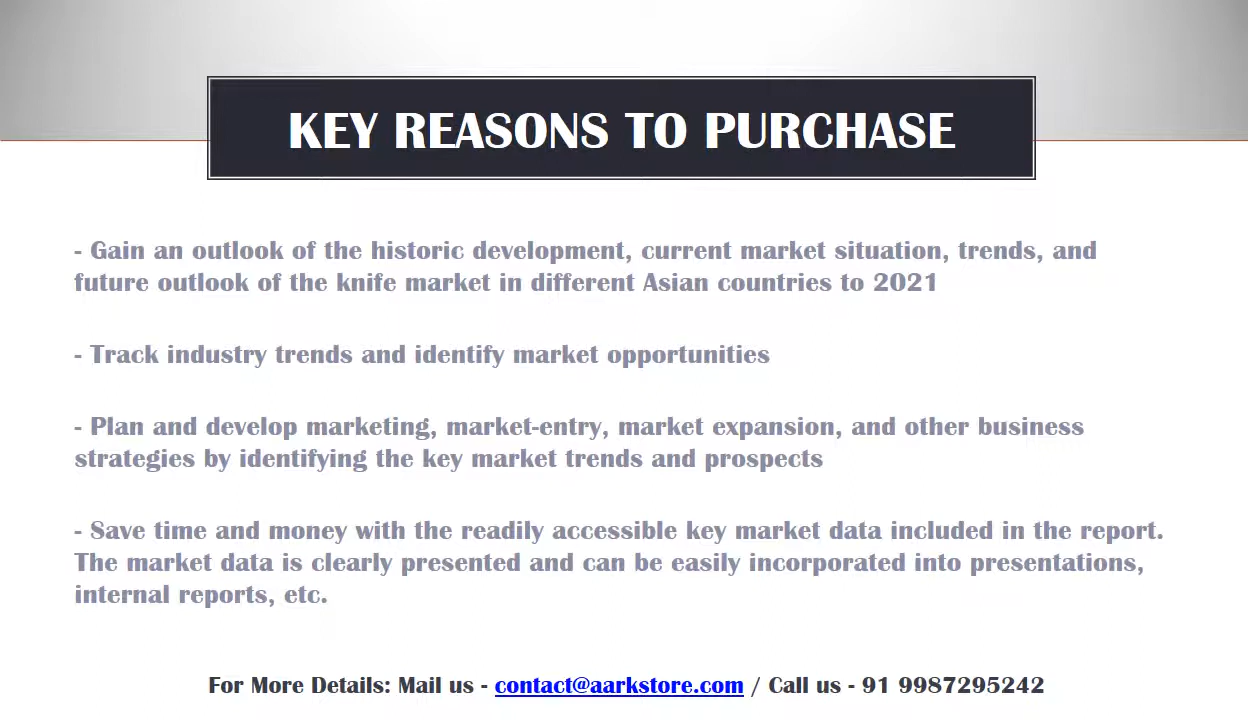 KEY REASONS TO PURCHASE
- Gain an outlook of the historic development, current market situation, trends, and
future outlook of the knife market in different Asian countries to 2021
- Track industry trends and identify market opportunities
- Plan and develop marketing, market-entry, market expansion, and other business
strategies by identifying the key market trends and prospects
- Save time and money with the readily accessible key market data included in the report.
The market data is clearly presented and can be easily incorporated into presentations,
internal reports, etc.
For More Details: Mail us - contact@aarkstore.com / Call us - 91 9987295242